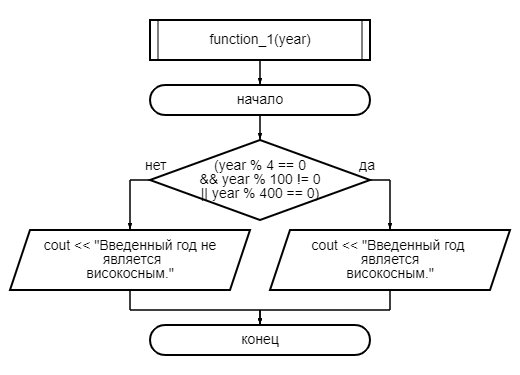 function_1(year)
начало
нет
да
(year % 4 == 0
&& year % 100 != 0
|| year % 400 == 0)
cout << "Введенный год не
является
високосным."
cout << "Введенный год
является
високосным."
конец